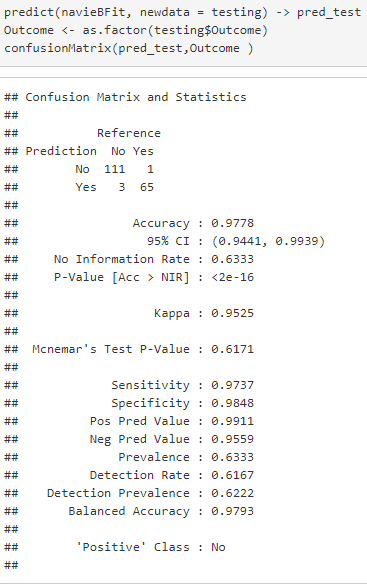 predict(navieBFit, newdata = testing) -> pred_test
Outcome <- as.factor(testing$Outcome)
confusionMatrix(pred_test,Outcome )
## Confusion Matrix and Statistics
##
##           Reference
## Prediction  No Yes
##        No  111   1
##        Yes   3  65
##
##                Accuracy : 0.9778
##                  95% CI : (0.9441, 0.9939)
##     No Information Rate : 0.6333
##     P-Value [Acc > NIR] : <2e-16
##
##                   Kappa : 0.9525
##
##  Mcnemar's Test P-Value : 0.6171
##
##             Sensitivity : 0.9737
##             Specificity : 0.9848
##          Pos Pred Value : 0.9911
##          Neg Pred Value : 0.9559
##              Prevalence : 0.6333
##          Detection Rate : 0.6167
##    Detection Prevalence : 0.6222
##       Balanced Accuracy : 0.9793
##
##        'Positive' Class : No
##